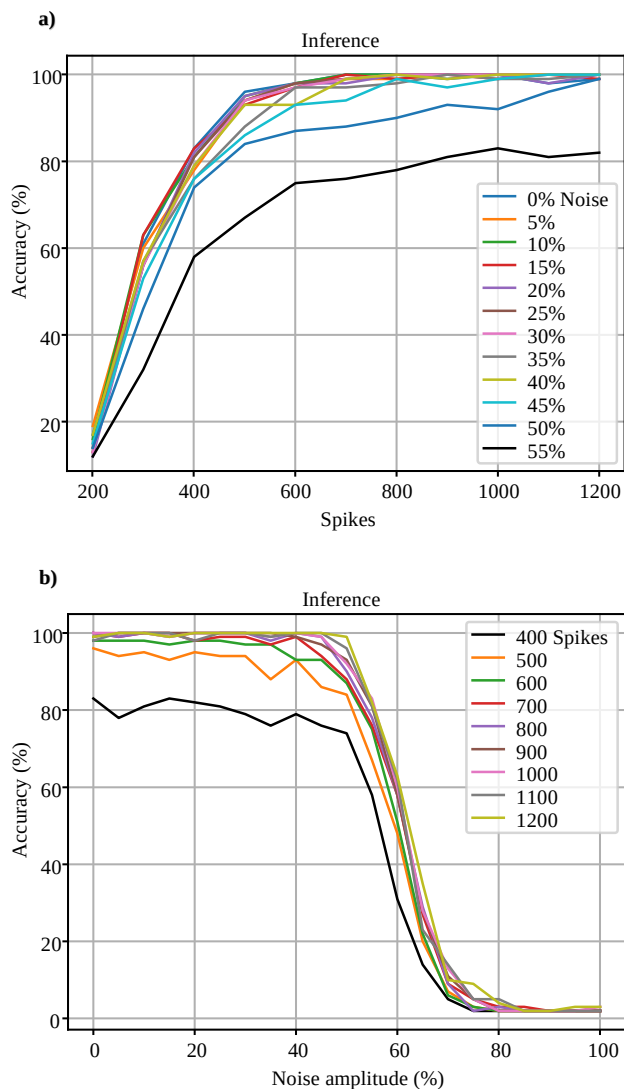 a)
Inference
Accuracy (%)
100
80
60
40
20
0% Noise
5%
10%
15%
20%
25%
30%
35%
40%
45%
50%
55%
200 400 600 800 1000 1200
Spikes
b)
Inference
Accuracy (%)
100
80
60
40
20
0
400 Spikes
500
600
700
800
900
1000
1100
1200
0 20 40 60 80 100
Noise amplitude (%)